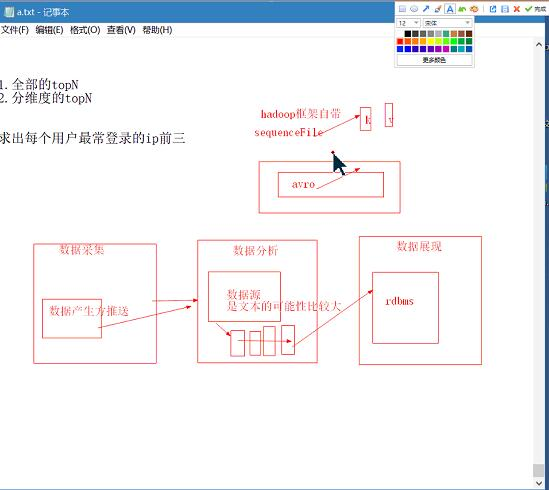 a.txt - 记事本
文件(F) 编辑(E) 格式(O) 查看(V) 帮助(H)
12 宋体
A 完成
更多颜色
1.全部的topN
2.分维度的topN
求出每个用户最常登录的ip前三
hadoop框架自带
sequenceFile
k v
avro
数据采集
数据产生方推送
数据分析
数据源
是文本的可能性比较大
数据展现
rdbms